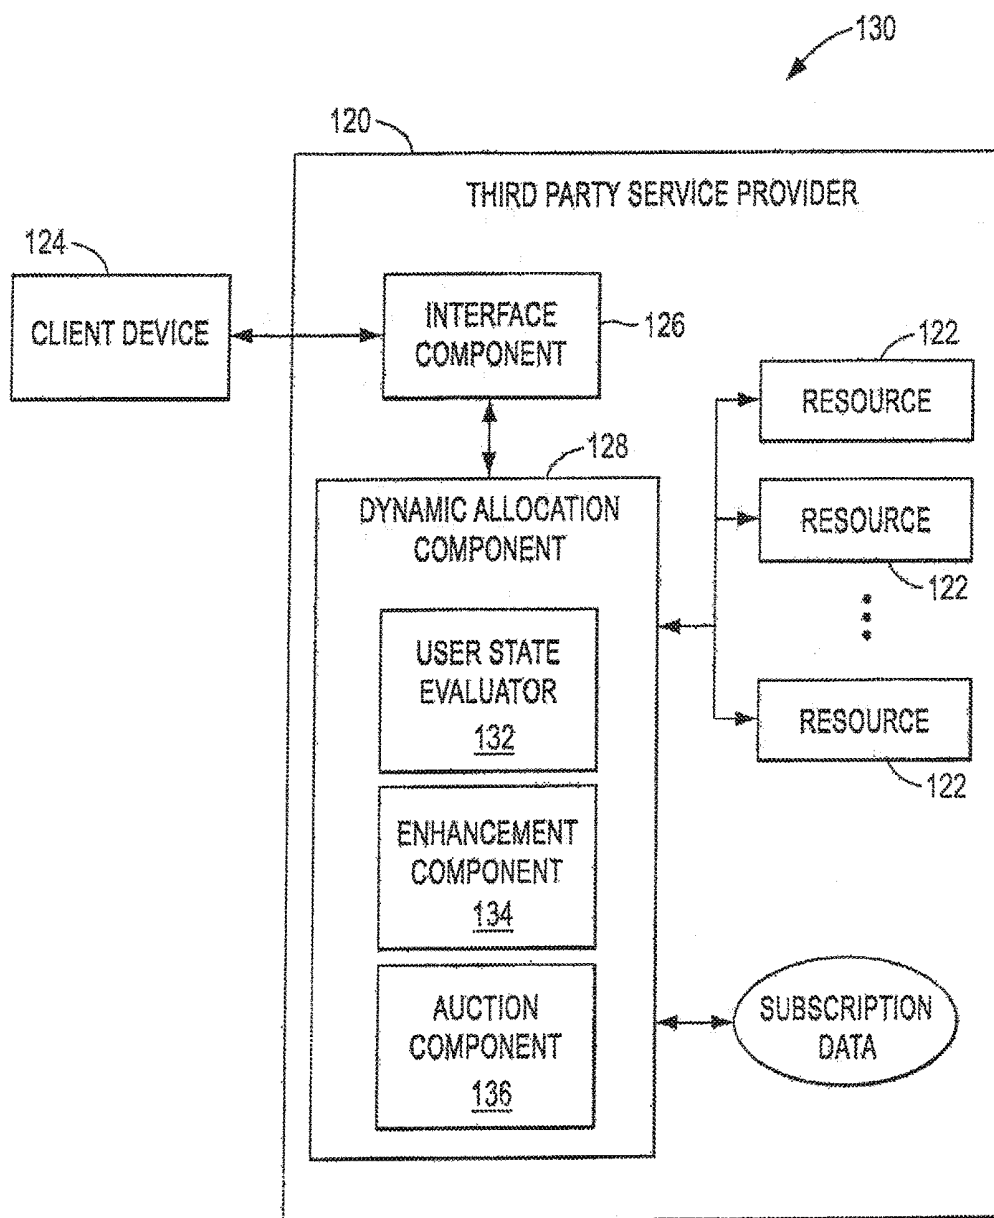 130
120
THIRD PARTY SERVICE PROVIDER
124
CLIENT DEVICE
INTERFACE
COMPONENT
126
122
RESOURCE
128
DYNAMIC ALLOCATION
COMPONENT
RESOURCE
122
USER STATE
EVALUATOR
132
RESOURCE
122
ENHANCEMENT
COMPONENT
134
AUCTION
COMPONENT
136
SUBSCRIPTION
DATA